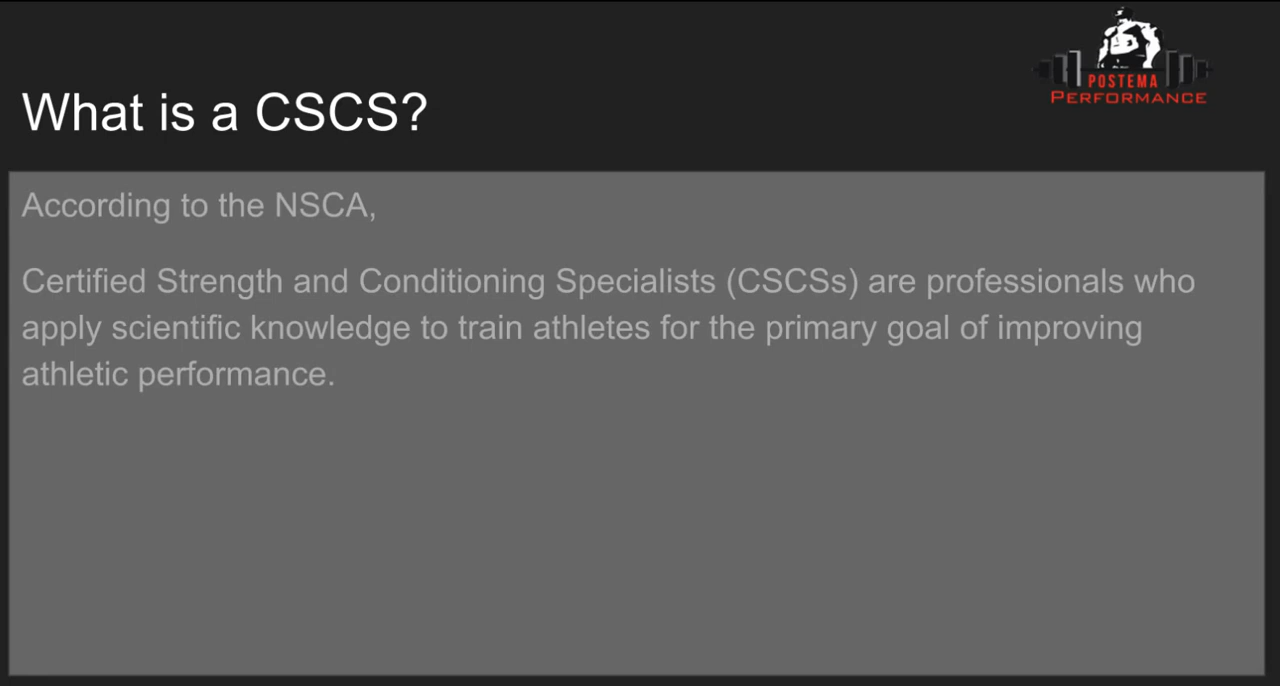 POSTEMA
PERFORMANCE
What is a CSCS?
According to the NSCA,
Certified Strength and Conditioning Specialists (CSCSs) are professionals who
apply scientific knowledge to train athletes for the primary goal of improving
athletic performance.